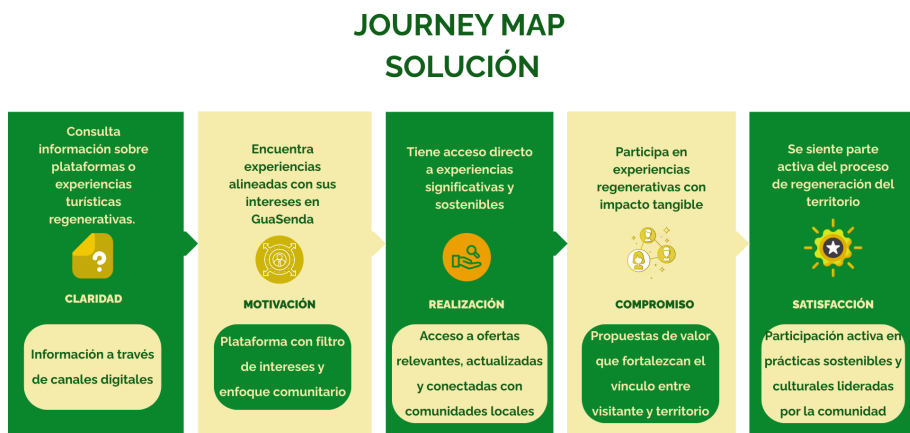 JOURNEY MAP
SOLUCIÓN
Consulta
información sobre
plataformas o
experiencias
turísticas
regenerativas.
?
CLARIDAD
Información a través
de canales digitales
Encuentra
experiencias
alineadas con sus
intereses en
GuaSenda
MOTIVACIÓN
Plataforma con filtro
de intereses y
enfoque comunitario
Tiene acceso directo
a experiencias
significativas y
sostenibles
REALIZACIÓN
Acceso a ofertas
relevantes, actualizadas
y conectadas con
comunidades locales
Participa en
experiencias
regenerativas con
impacto tangible
COMPROMISO
Propuestas de valor
que fortalezcan el
vínculo entre
visitante y territorio
Se siente parte
activa del proceso
de regeneración del
territorio
SATISFACCIÓN
Participación activa en
prácticas sostenibles y
culturales lideradas
por la comunidad